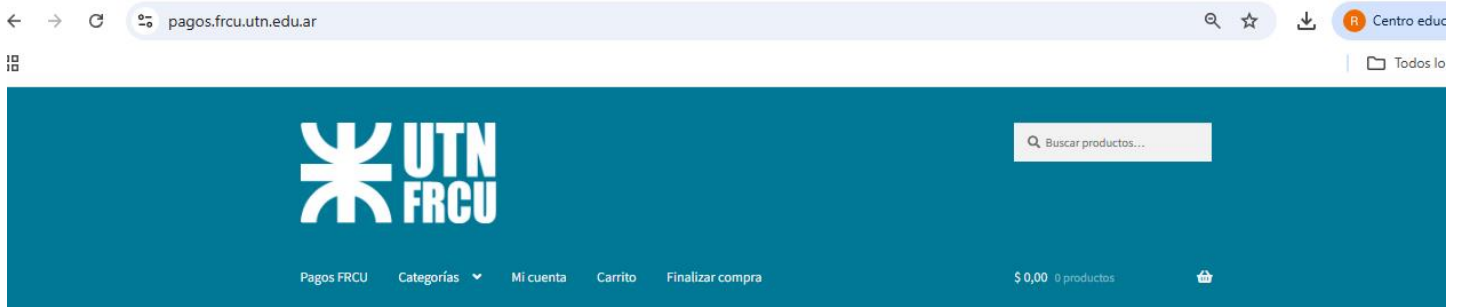 pagos.frcu.utn.edu.ar
R Centro educ
Todos lo
UTN
FRCU
Buscar productos...
Pagos FRCU Categorías Mi cuenta Carrito Finalizar compra
$ 0,00 0 productos